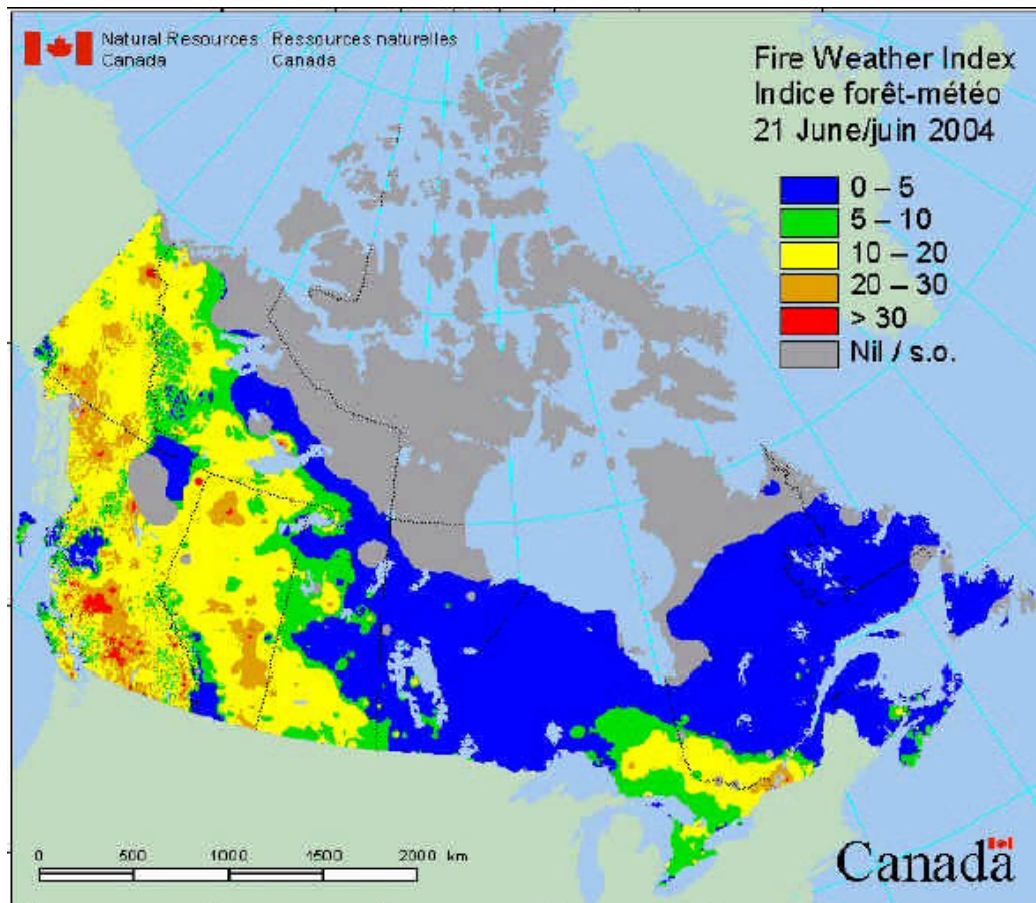 Natural Resources Ressources naturelles
Canada Canada
Fire Weather Index
Indice forêt-météo
21 June/juin 2004
0 – 5
5 – 10
10 – 20
20 – 30
> 30
Nil / s.o.
0 500 1000 1500 2000 km
Canada